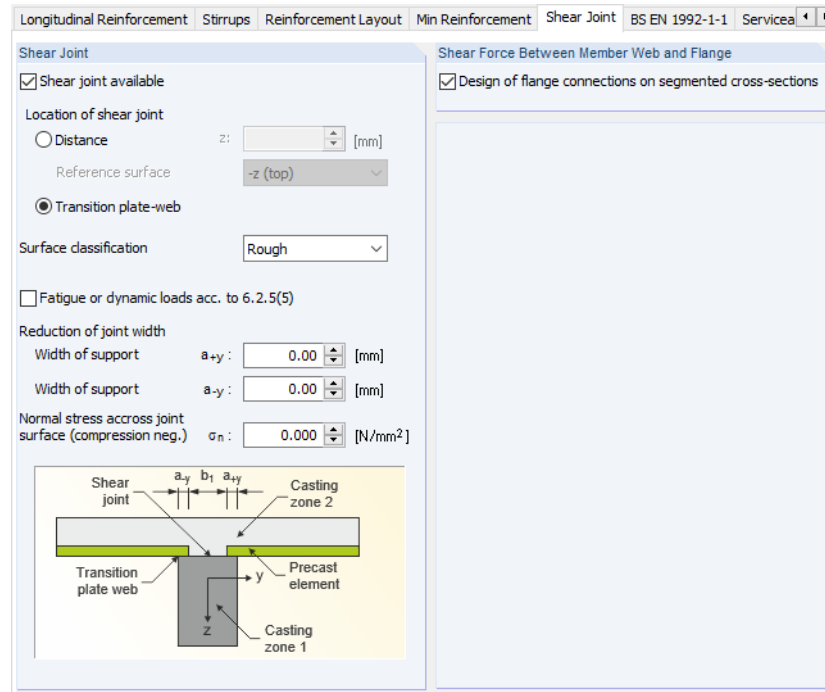 Longitudinal Reinforcement Stirrups Reinforcement Layout Min Reinforcement Shear Joint BS EN 1992-1-1 Servicea
Shear Joint
Shear joint available
Location of shear joint
Distance z: [mm]
Reference surface -z (top)
Transition plate-web
Surface classification Rough
Fatigue or dynamic loads acc. to 6.2.5(5)
Reduction of joint width
Width of support a+y : 0.00 [mm]
Width of support a-y : 0.00 [mm]
Normal stress accross joint
surface (compression neg.) σn : 0.000 [N/mm²]
Shear
joint
a-y b1 a+y
Casting
zone 2
Transition
plate web
y
z
Precast
element
Casting
zone 1
Shear Force Between Member Web and Flange
Design of flange connections on segmented cross-sections